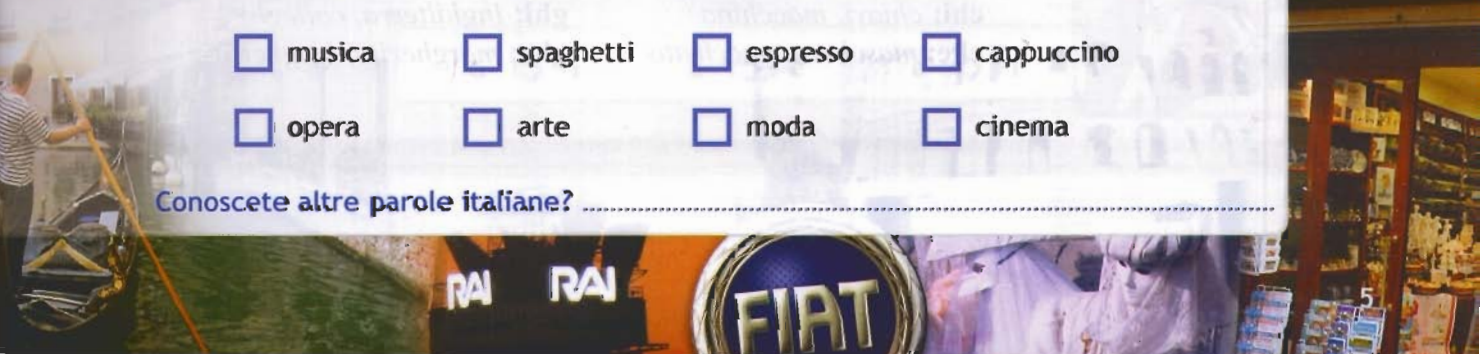 musica spaghetti espresso cappuccino
opera arte moda cinema
Conoscete altre parole italiane?
RAI RAI
FIAT
5